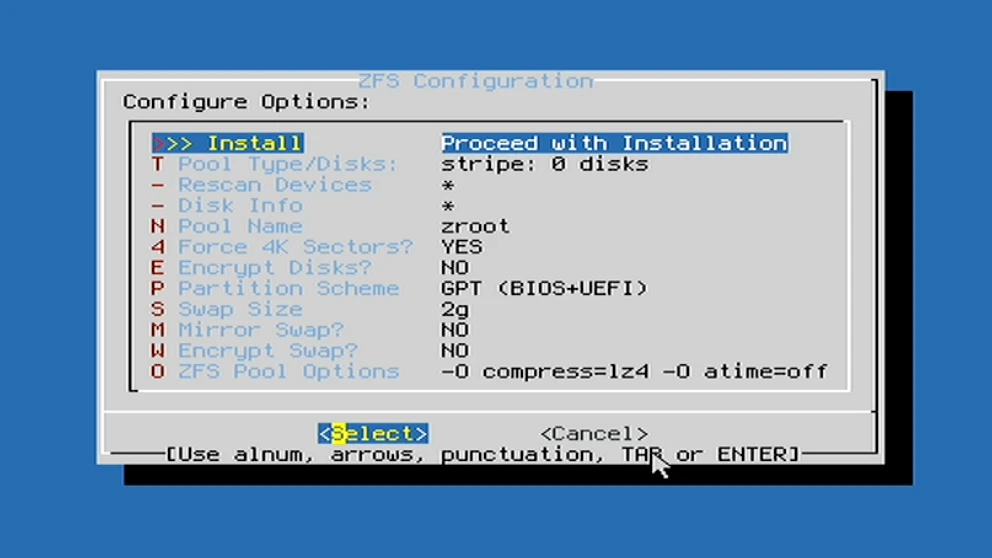 ZFS Configuration
Configure Options:
>>> Install Proceed with Installation
T Pool Type/Disks: stripe: 0 disks
- Rescan Devices *
- Disk Info *
N Pool Name zroot
4 Force 4K Sectors? YES
E Encrypt Disks? NO
P Partition Scheme GPT (BIOS+UEFI)
S Swap Size 2g
M Mirror Swap? NO
W Encrypt Swap? NO
O ZFS Pool Options -O compress=lz4 -O atime=off
<Select> <Cancel>
[Use alnum, arrows, punctuation, TAB or ENTER]